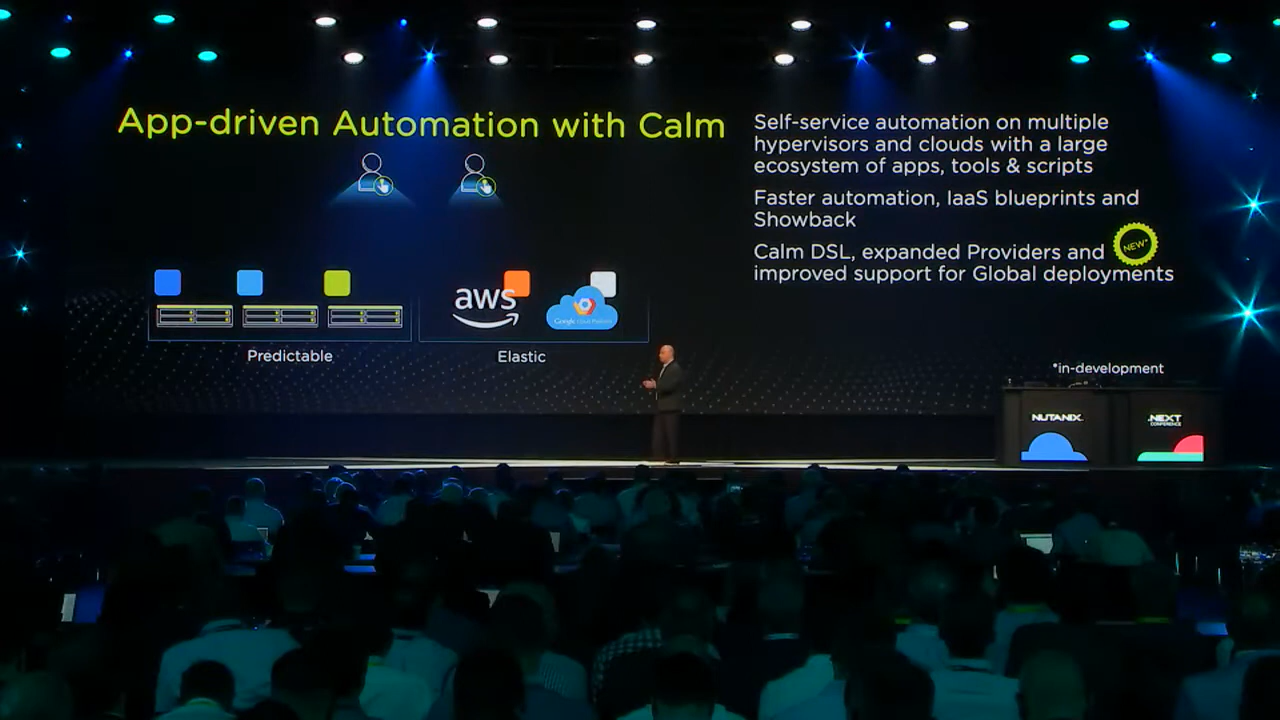 App-driven Automation with Calm
Self-service automation on multiple
hypervisors and clouds with a large
ecosystem of apps, tools & scripts
Faster automation, IaaS blueprints and
Showback
Calm DSL, expanded Providers and
NEW*
improved support for Global deployments
aws
Google Cloud Platform
Predictable
Elastic
*in-development
NUTANIX
.NEXT
CONFERENCE